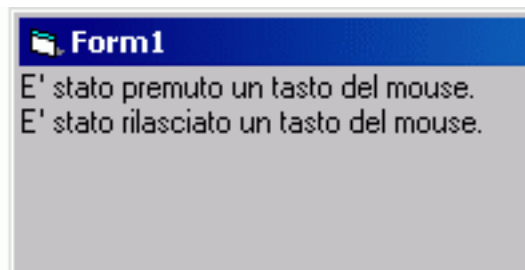 Form1
E' stato premuto un tasto del mouse.
E' stato rilasciato un tasto del mouse.